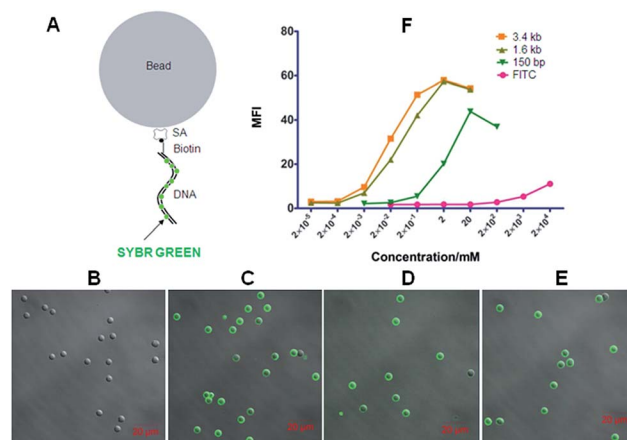 A
Bead
SA
Biotin
DNA
SYBR GREEN
F
3.4 kb
1.6 kb
150 bp
FITC
MFI
80
60
40
20
0
2×10⁻⁵
2×10⁻⁴
2×10⁻³
2×10⁻²
2×10⁻¹
2
20
2×10²
2×10³
2×10⁴
Concentration/mM
B
C
D
E
20 µm
20 µm
20 µm
20 µm